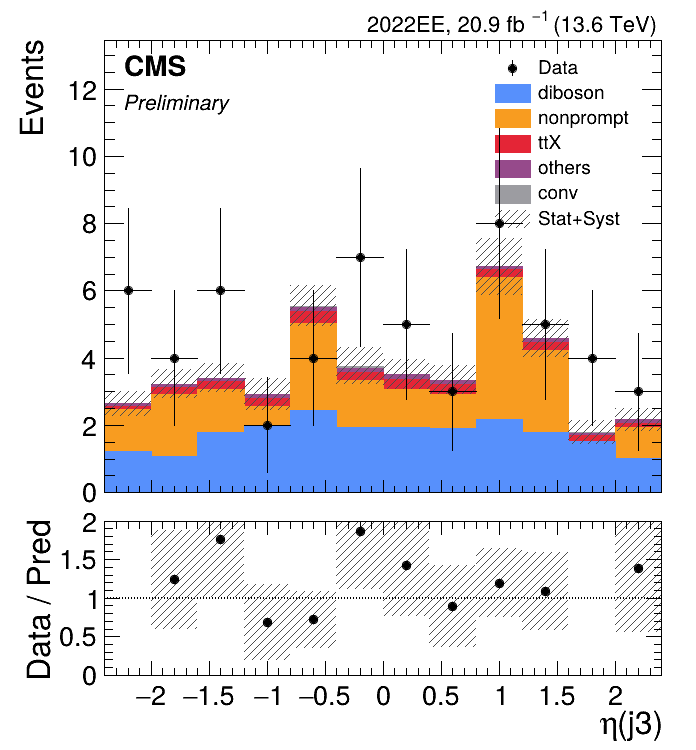 2022EE, 20.9 fb ⁻¹ (13.6 TeV)
CMS
Preliminary
Events
Data
diboson
nonprompt
ttX
others
conv
Stat+Syst
12
10
8
6
4
2
0
Data / Pred
2
1.5
1
0.5
0
−2 −1.5 −1 −0.5 0 0.5 1 1.5 2
η(j3)